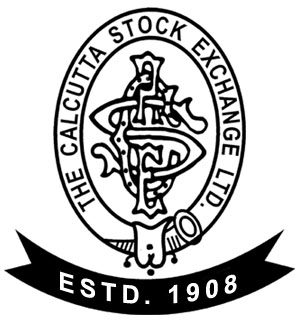 THE CALCUTTA STOCK EXCHANGE LTD.
ESTD. 1908